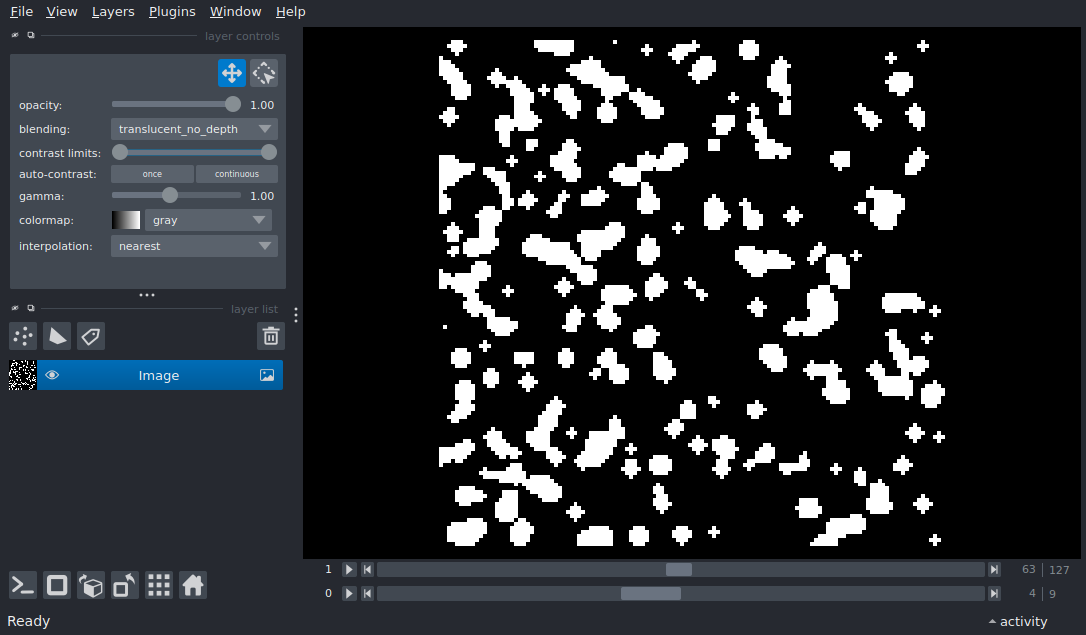 File View Layers Plugins Window Help
layer controls
opacity: 1.00
blending: translucent_no_depth
contrast limits:
auto-contrast: once continuous
gamma: 1.00
colormap: gray
interpolation: nearest
layer list
Image
1 63 127
0 4 9
Ready activity